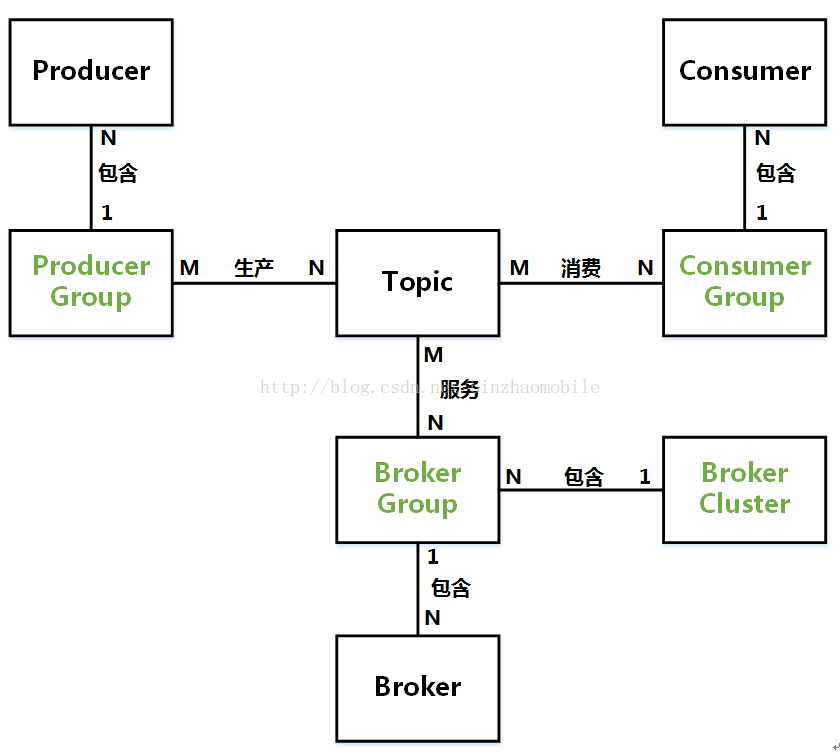 Producer
Consumer
N
N
包含
包含
1
1
Producer
Group
M 生产 N
Topic
M 消费 N
Consumer
Group
M
服务
N
http://blog.csdn.n
inzhaomobile
Broker
Group
N 包含 1
Broker
Cluster
1
包含
N
Broker